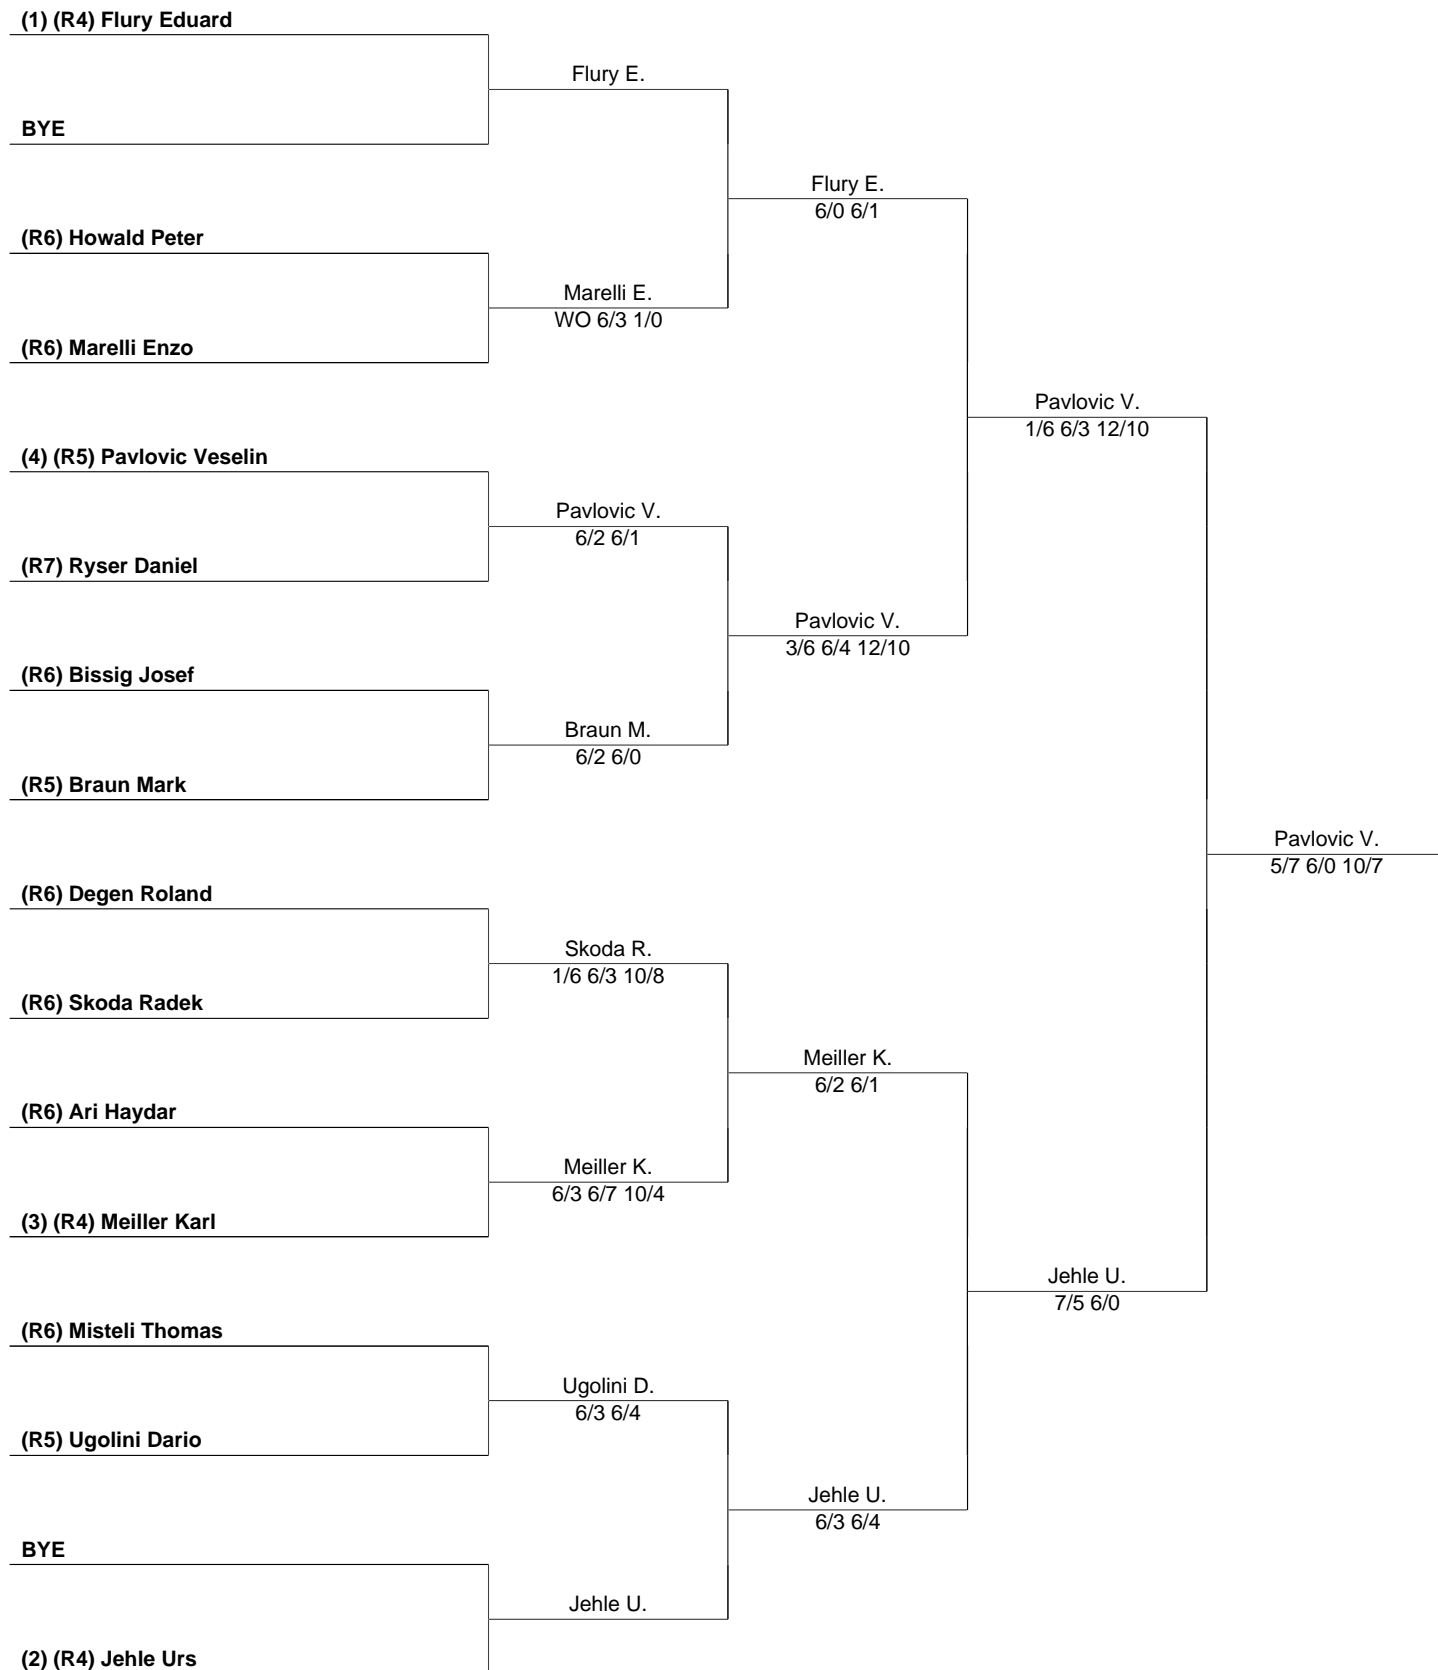 (1) (R4) Flury Eduard
Flury E.
BYE
Flury E.
6/0 6/1
(R6) Howald Peter
Marelli E.
WO 6/3 1/0
(R6) Marelli Enzo
Pavlovic V.
1/6 6/3 12/10
(4) (R5) Pavlovic Veselin
Pavlovic V.
6/2 6/1
(R7) Ryser Daniel
Pavlovic V.
3/6 6/4 12/10
(R6) Bissig Josef
Braun M.
6/2 6/0
(R5) Braun Mark
Pavlovic V.
5/7 6/0 10/7
(R6) Degen Roland
Skoda R.
1/6 6/3 10/8
(R6) Skoda Radek
Meiller K.
6/2 6/1
(R6) Ari Haydar
Meiller K.
6/3 6/7 10/4
(3) (R4) Meiller Karl
Jehle U.
7/5 6/0
(R6) Misteli Thomas
Ugolini D.
6/3 6/4
(R5) Ugolini Dario
Jehle U.
6/3 6/4
BYE
Jehle U.
(2) (R4) Jehle Urs